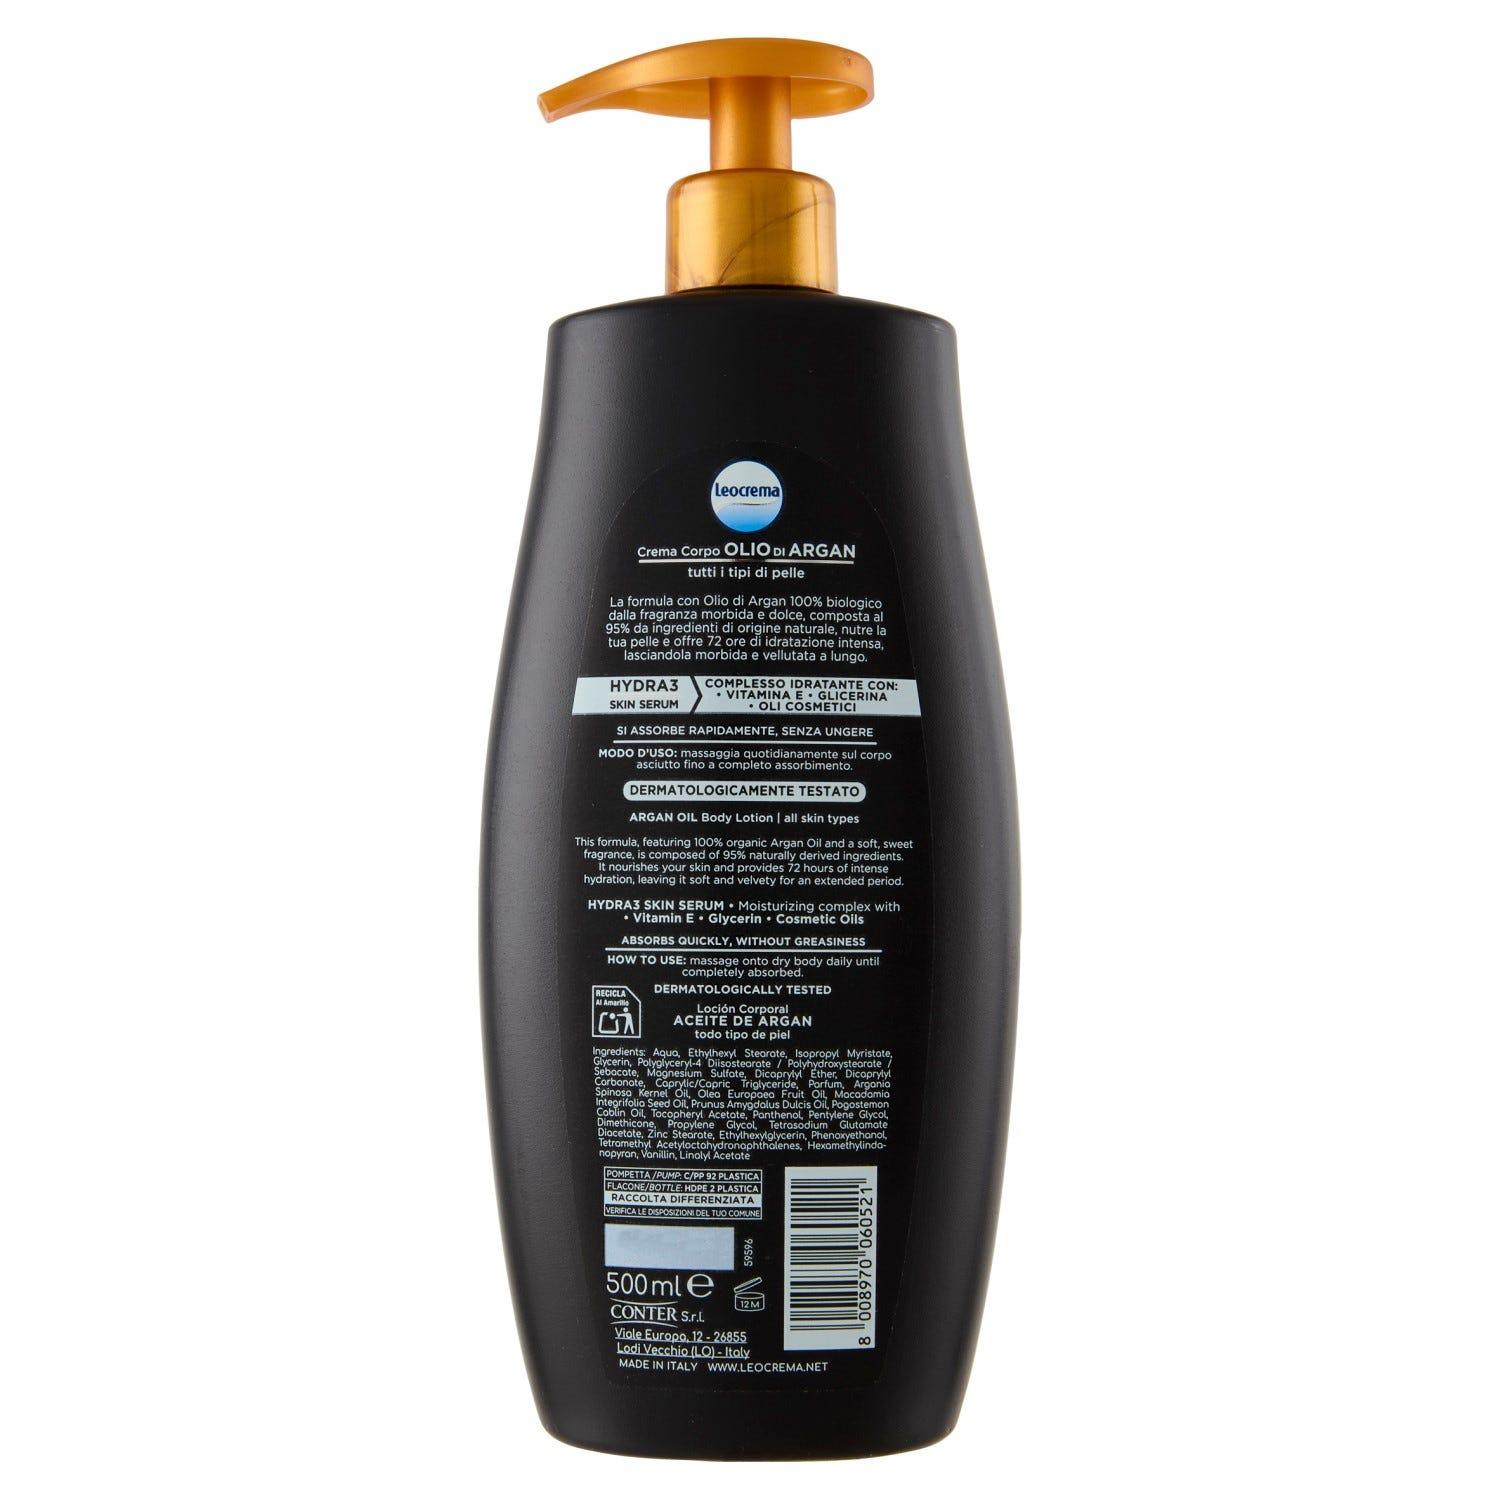 Leocrema
Crema Corpo OLIO DI ARGAN
tutti i tipi di pelle
La formula con Olio di Argan 100% biologico
dalla fragranza morbida e dolce, composta al
95% da ingredienti di origine naturale, nutre la
tua pelle e offre 72 ore di idratazione intensa,
lasciandola morbida e vellutata a lungo.
HYDRA3
SKIN SERUM
COMPLESSO IDRATANTE CON:
• VITAMINA E • GLICERINA
• OLI COSMETICI
SI ASSORBE RAPIDAMENTE, SENZA UNGERE
MODO D'USO: massaggia quotidianamente sul corpo
asciutto fino a completo assorbimento.
DERMATOLOGICAMENTE TESTATO
ARGAN OIL Body Lotion | all skin types
This formula, featuring 100% organic Argan Oil and a soft, sweet
fragrance, is composed of 95% naturally derived ingredients.
It nourishes your skin and provides 72 hours of intense
hydration, leaving it soft and velvety for an extended period.
HYDRA3 SKIN SERUM • Moisturizing complex with
• Vitamin E • Glycerin • Cosmetic Oils
ABSORBS QUICKLY, WITHOUT GREASINESS
HOW TO USE: massage onto dry body daily until
completely absorbed.
DERMATOLOGICALLY TESTED
RECICLA
Al Amarillo
Loción Corporal
ACEITE DE ARGAN
todo tipo de piel
Ingredients: Aqua, Ethylhexyl Stearate, Isopropyl Myristate,
Glycerin, Polyglyceryl-4 Diisostearate / Polyhydroxystearate /
Sebacate, Magnesium Sulfate, Dicaprylyl Ether, Dicaprylyl
Carbonate, Caprylic/Capric Triglyceride, Parfum, Argania
Spinosa Kernel Oil, Olea Europaea Fruit Oil, Macadamia
Integrifolia Seed Oil, Prunus Amygdalus Dulcis Oil, Pogostemon
Cablin Oil, Tocopheryl Acetate, Panthenol, Pentylene Glycol,
Dimethicone, Propylene Glycol, Tetrasodium Glutamate
Diacetate, Zinc Stearate, Ethylhexylglycerin, Phenoxyethanol,
Tetramethyl Acetyloctahydronaphthalenes, Hexamethylinda-
nopyran, Vanillin, Linalyl Acetate
POMPETTA /PUMP: C/PP 92 PLASTICA
FLACONE/BOTTLE: HDPE 2 PLASTICA
RACCOLTA DIFFERENZIATA
VERIFICA LE DISPOSIZIONI DEL TUO COMUNE
59596
500 ml e
12 M
CONTER S.r.l.
Viale Europa, 12 - 26855
Lodi Vecchio (LO) - Italy
MADE IN ITALY WWW.LEOCREMA.NET
8 008970 060521